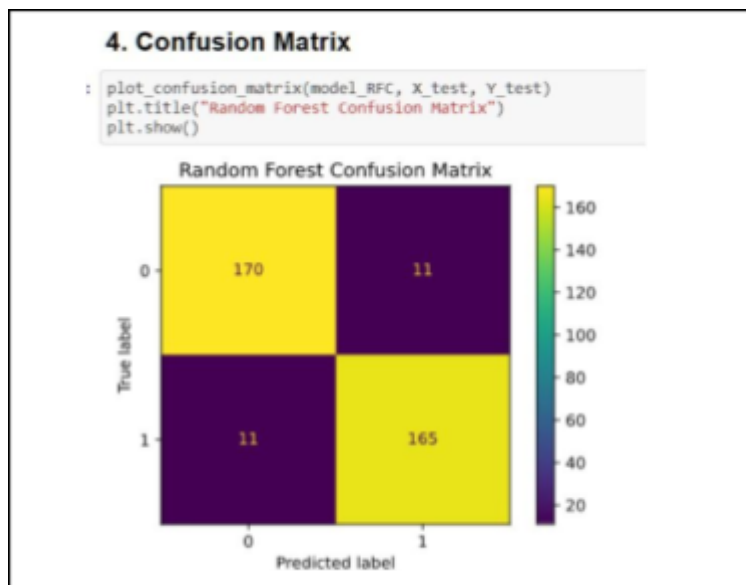 4. Confusion Matrix
: plot_confusion_matrix(model_RFC, X_test, Y_test)
plt.title("Random Forest Confusion Matrix")
plt.show()
Random Forest Confusion Matrix
160
0 170 11
140
120
100
True label
80
60
1 11 165
40
20
0 1
Predicted label